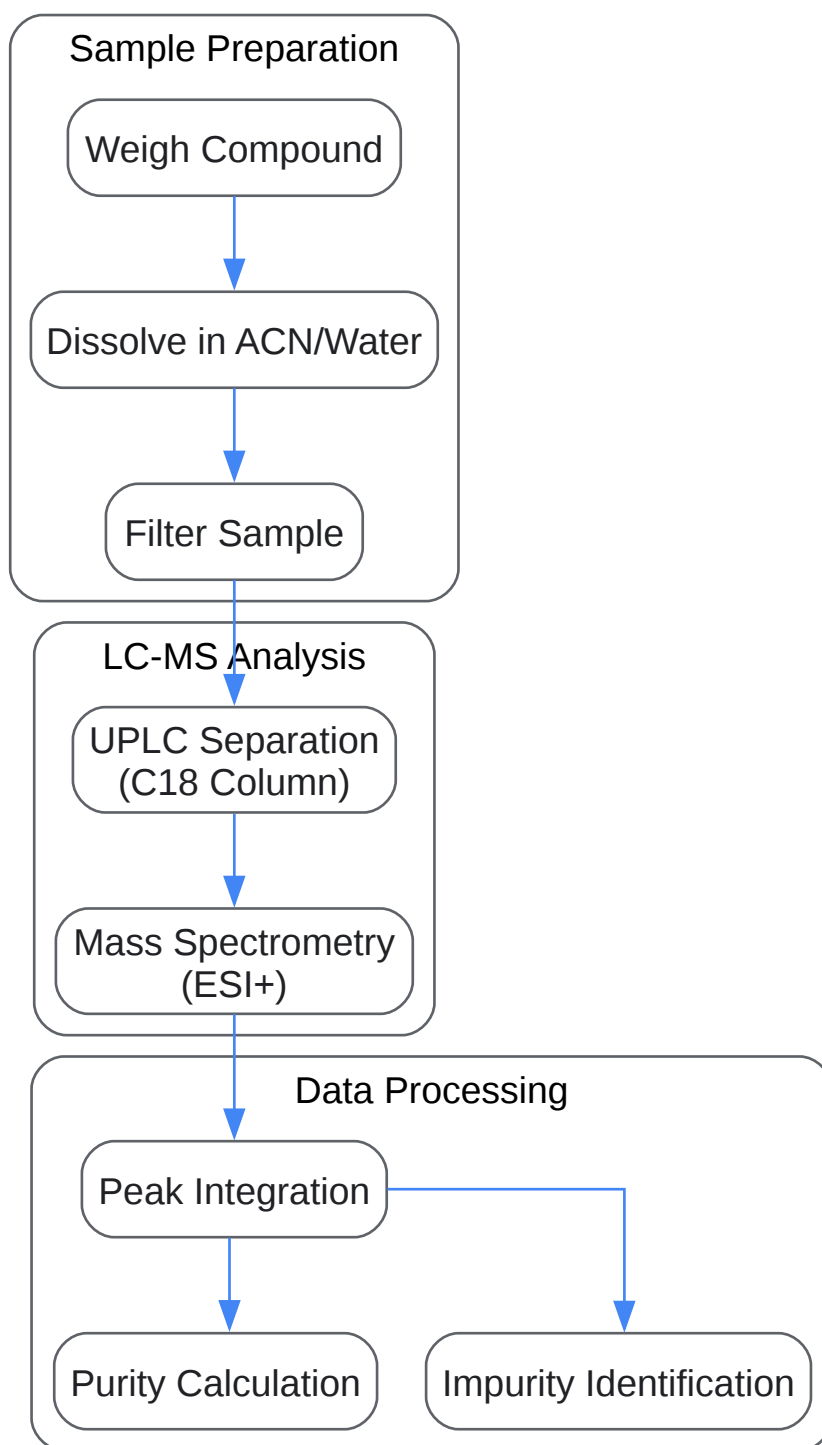 Sample Preparation
Weigh Compound
Dissolve in ACN/Water
Filter Sample
LC-MS Analysis
UPLC Separation
(C18 Column)
Mass Spectrometry
(ESI+)
Data Processing
Peak Integration
Purity Calculation
Impurity Identification